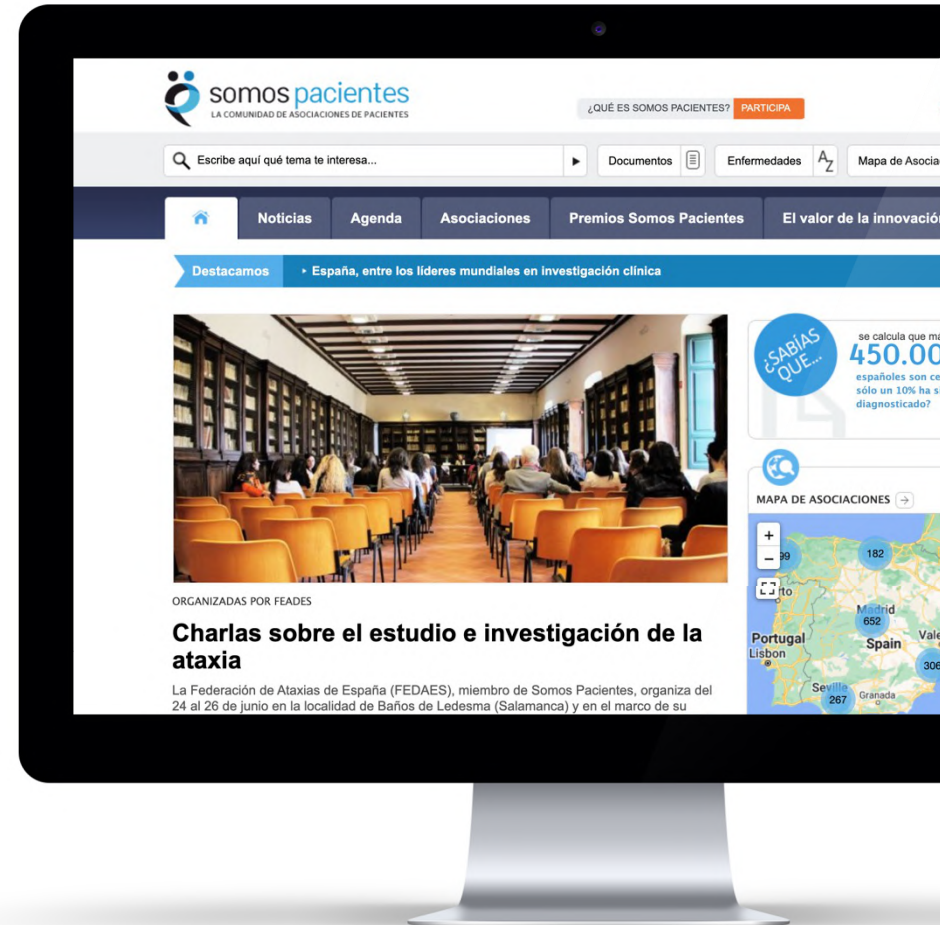 somos pacientes
LA COMUNIDAD DE ASOCIACIONES DE PACIENTES
¿QUÉ ES SOMOS PACIENTES? PARTICIPA
Escribe aquí qué tema te interesa...
Documentos
Enfermedades
AZ
Mapa de Asocia
Noticias
Agenda
Asociaciones
Premios Somos Pacientes
El valor de la innovación
Destacamos
España, entre los líderes mundiales en investigación clínica
¿SABÍAS
QUE...
se calcula que má
450.00
españoles son ce
sólo un 10% ha s
diagnosticado?
MAPA DE ASOCIACIONES
+
−
99
182
rto
Madrid
652
Portugal
Spain
Vale
Lisbon
306
Seville
267
Granada
ORGANIZADAS POR FEADES
Charlas sobre el estudio e investigación de la
ataxia
La Federación de Ataxias de España (FEDAES), miembro de Somos Pacientes, organiza del
24 al 26 de junio en la localidad de Baños de Ledesma (Salamanca) y en el marco de su